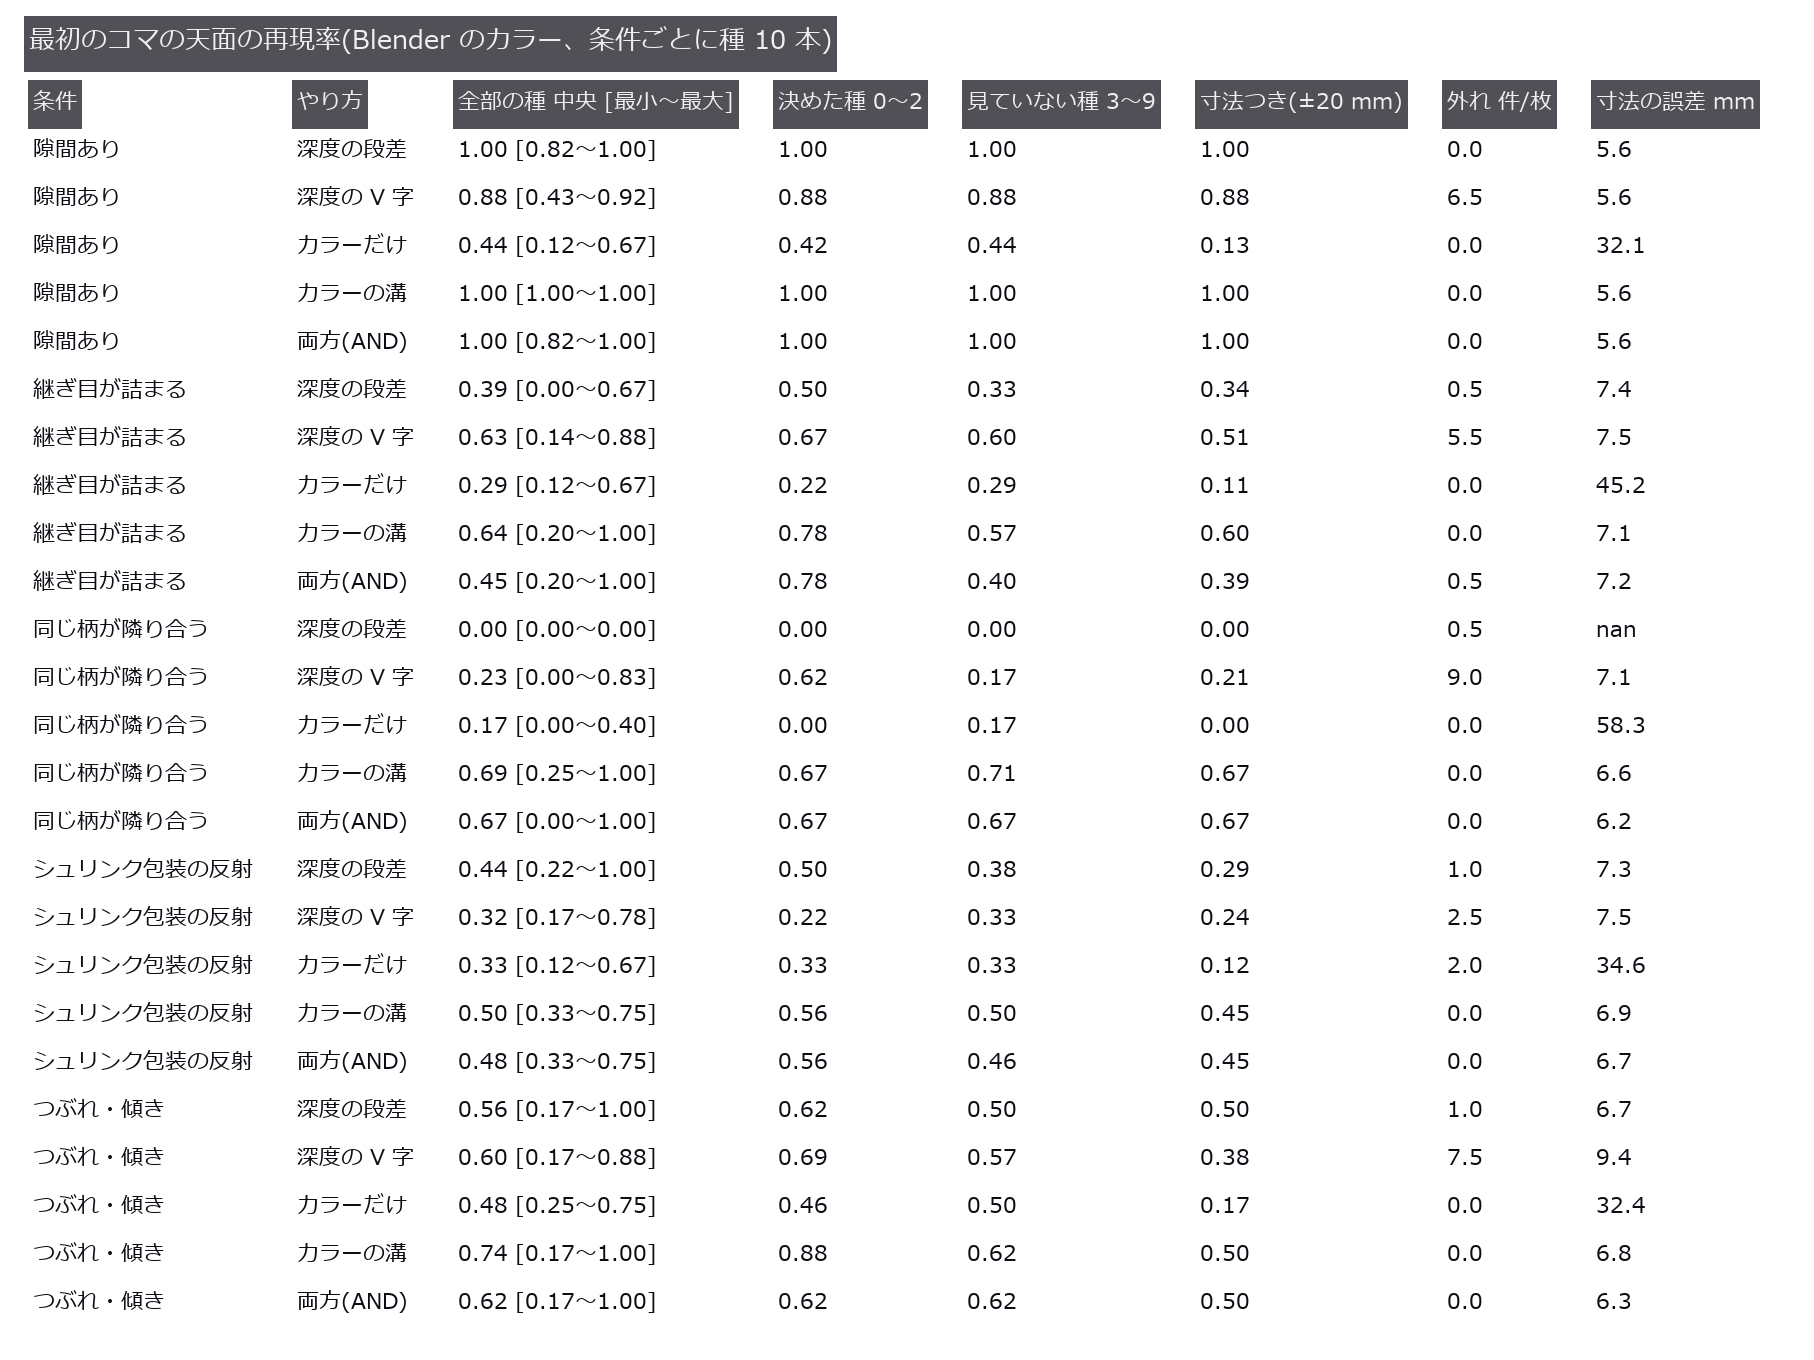 最初のコマの天面の再現率(Blender のカラー、条件ごとに種 10 本)
条件 やり方 全部の種 中央 [最小～最大] 決めた種 0～2 見ていない種 3～9 寸法つき(±20 mm) 外れ 件/枚 寸法の誤差 mm
隙間あり 深度の段差 1.00 [0.82～1.00] 1.00 1.00 1.00 0.0 5.6
隙間あり 深度の V 字 0.88 [0.43～0.92] 0.88 0.88 0.88 6.5 5.6
隙間あり カラーだけ 0.44 [0.12～0.67] 0.42 0.44 0.13 0.0 32.1
隙間あり カラーの溝 1.00 [1.00～1.00] 1.00 1.00 1.00 0.0 5.6
隙間あり 両方(AND) 1.00 [0.82～1.00] 1.00 1.00 1.00 0.0 5.6
継ぎ目が詰まる 深度の段差 0.39 [0.00～0.67] 0.50 0.33 0.34 0.5 7.4
継ぎ目が詰まる 深度の V 字 0.63 [0.14～0.88] 0.67 0.60 0.51 5.5 7.5
継ぎ目が詰まる カラーだけ 0.29 [0.12～0.67] 0.22 0.29 0.11 0.0 45.2
継ぎ目が詰まる カラーの溝 0.64 [0.20～1.00] 0.78 0.57 0.60 0.0 7.1
継ぎ目が詰まる 両方(AND) 0.45 [0.20～1.00] 0.78 0.40 0.39 0.5 7.2
同じ柄が隣り合う 深度の段差 0.00 [0.00～0.00] 0.00 0.00 0.00 0.5 nan
同じ柄が隣り合う 深度の V 字 0.23 [0.00～0.83] 0.62 0.17 0.21 9.0 7.1
同じ柄が隣り合う カラーだけ 0.17 [0.00～0.40] 0.00 0.17 0.00 0.0 58.3
同じ柄が隣り合う カラーの溝 0.69 [0.25～1.00] 0.67 0.71 0.67 0.0 6.6
同じ柄が隣り合う 両方(AND) 0.67 [0.00～1.00] 0.67 0.67 0.67 0.0 6.2
シュリンク包装の反射 深度の段差 0.44 [0.22～1.00] 0.50 0.38 0.29 1.0 7.3
シュリンク包装の反射 深度の V 字 0.32 [0.17～0.78] 0.22 0.33 0.24 2.5 7.5
シュリンク包装の反射 カラーだけ 0.33 [0.12～0.67] 0.33 0.33 0.12 2.0 34.6
シュリンク包装の反射 カラーの溝 0.50 [0.33～0.75] 0.56 0.50 0.45 0.0 6.9
シュリンク包装の反射 両方(AND) 0.48 [0.33～0.75] 0.56 0.46 0.45 0.0 6.7
つぶれ・傾き 深度の段差 0.56 [0.17～1.00] 0.62 0.50 0.50 1.0 6.7
つぶれ・傾き 深度の V 字 0.60 [0.17～0.88] 0.69 0.57 0.38 7.5 9.4
つぶれ・傾き カラーだけ 0.48 [0.25～0.75] 0.46 0.50 0.17 0.0 32.4
つぶれ・傾き カラーの溝 0.74 [0.17～1.00] 0.88 0.62 0.50 0.0 6.8
つぶれ・傾き 両方(AND) 0.62 [0.17～1.00] 0.62 0.62 0.50 0.0 6.3